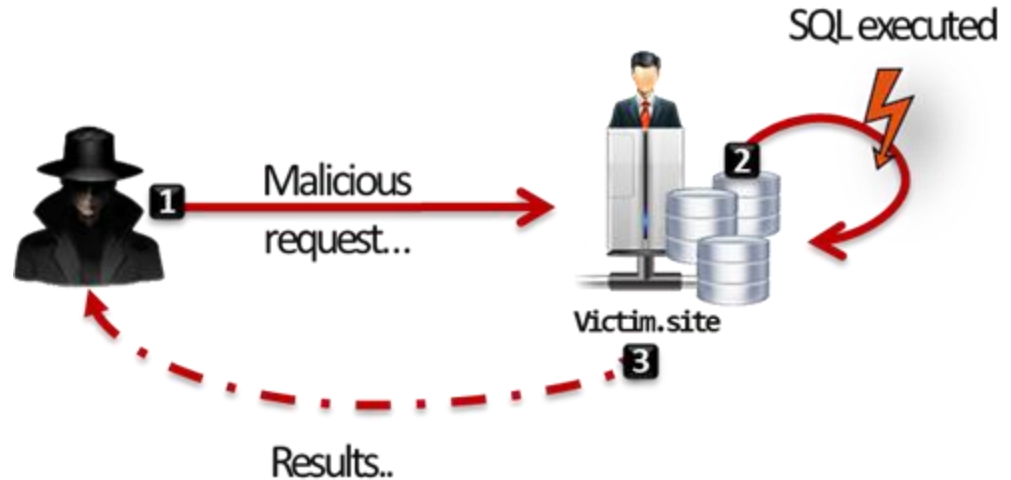 SQL executed
1
Malicious
request...
2
Victim.site
3
Results..